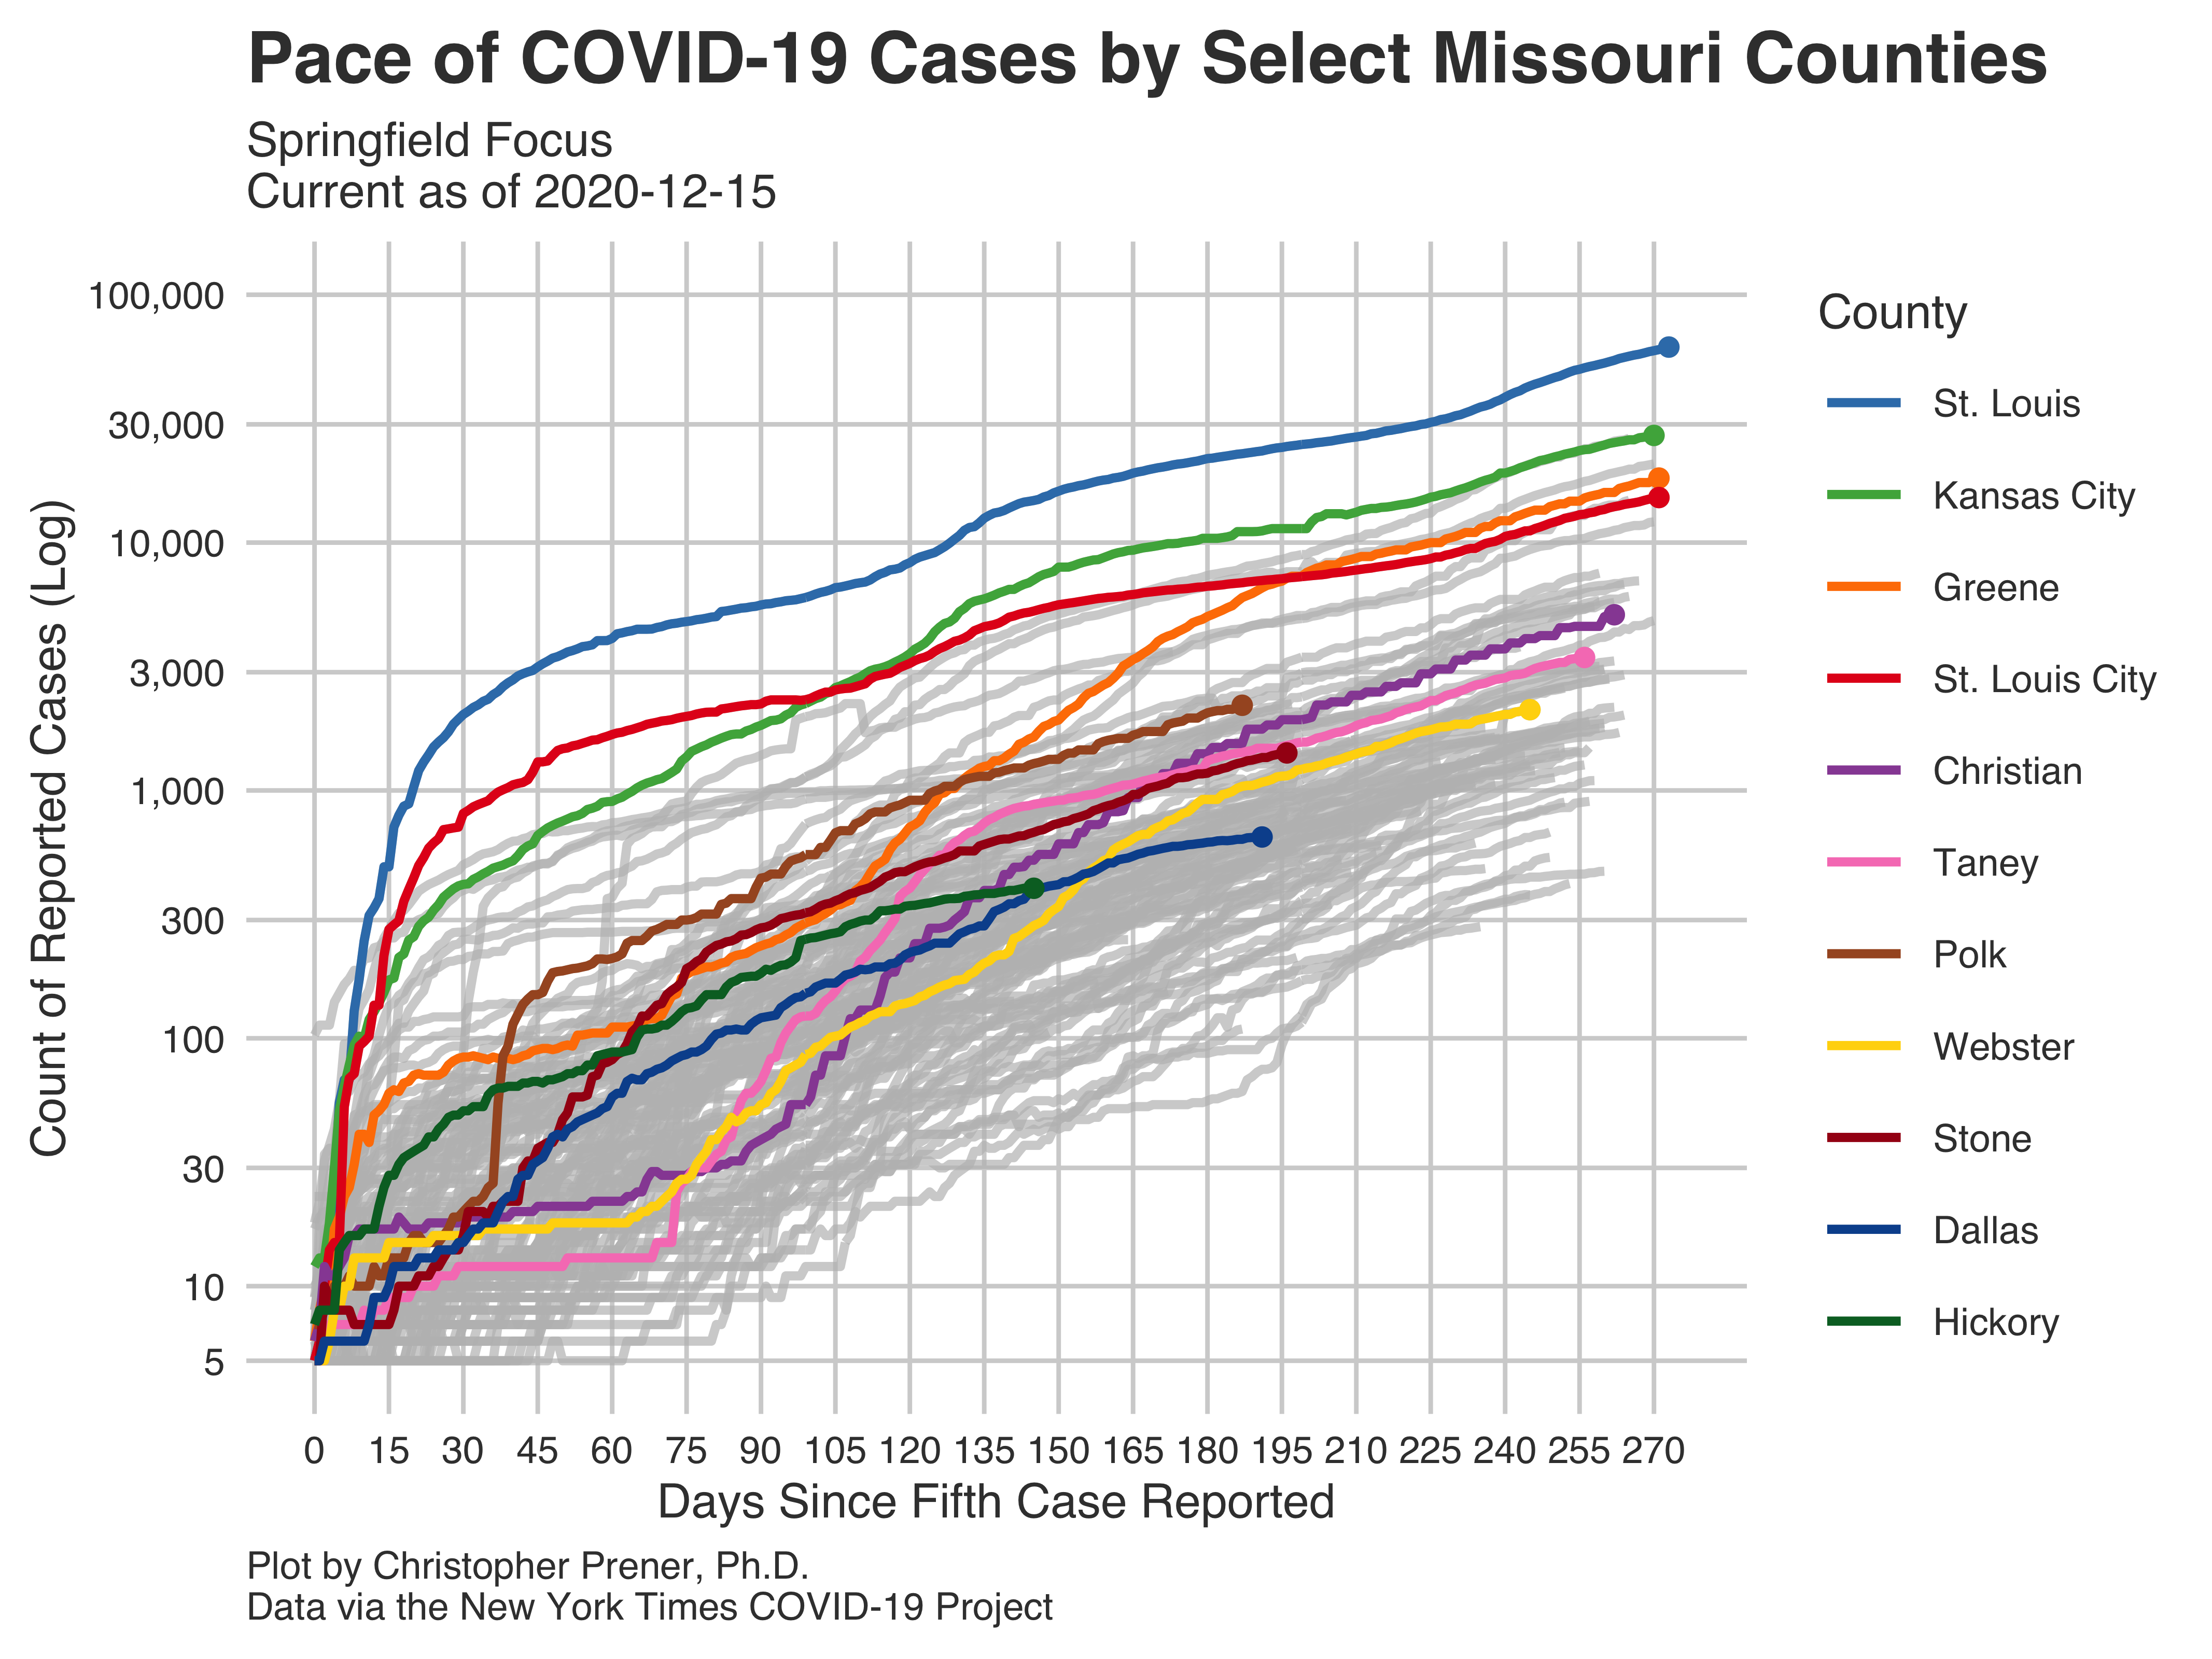 Pace of COVID-19 Cases by Select Missouri Counties
Springfield Focus
Current as of 2020-12-15
Count of Reported Cases (Log)
100,000
30,000
10,000
3,000
1,000
300
100
30
10
5
0 15 30 45 60 75 90 105 120 135 150 165 180 195 210 225 240 255 270
Days Since Fifth Case Reported
County
St. Louis
Kansas City
Greene
St. Louis City
Christian
Taney
Polk
Webster
Stone
Dallas
Hickory
Plot by Christopher Prener, Ph.D.
Data via the New York Times COVID-19 Project